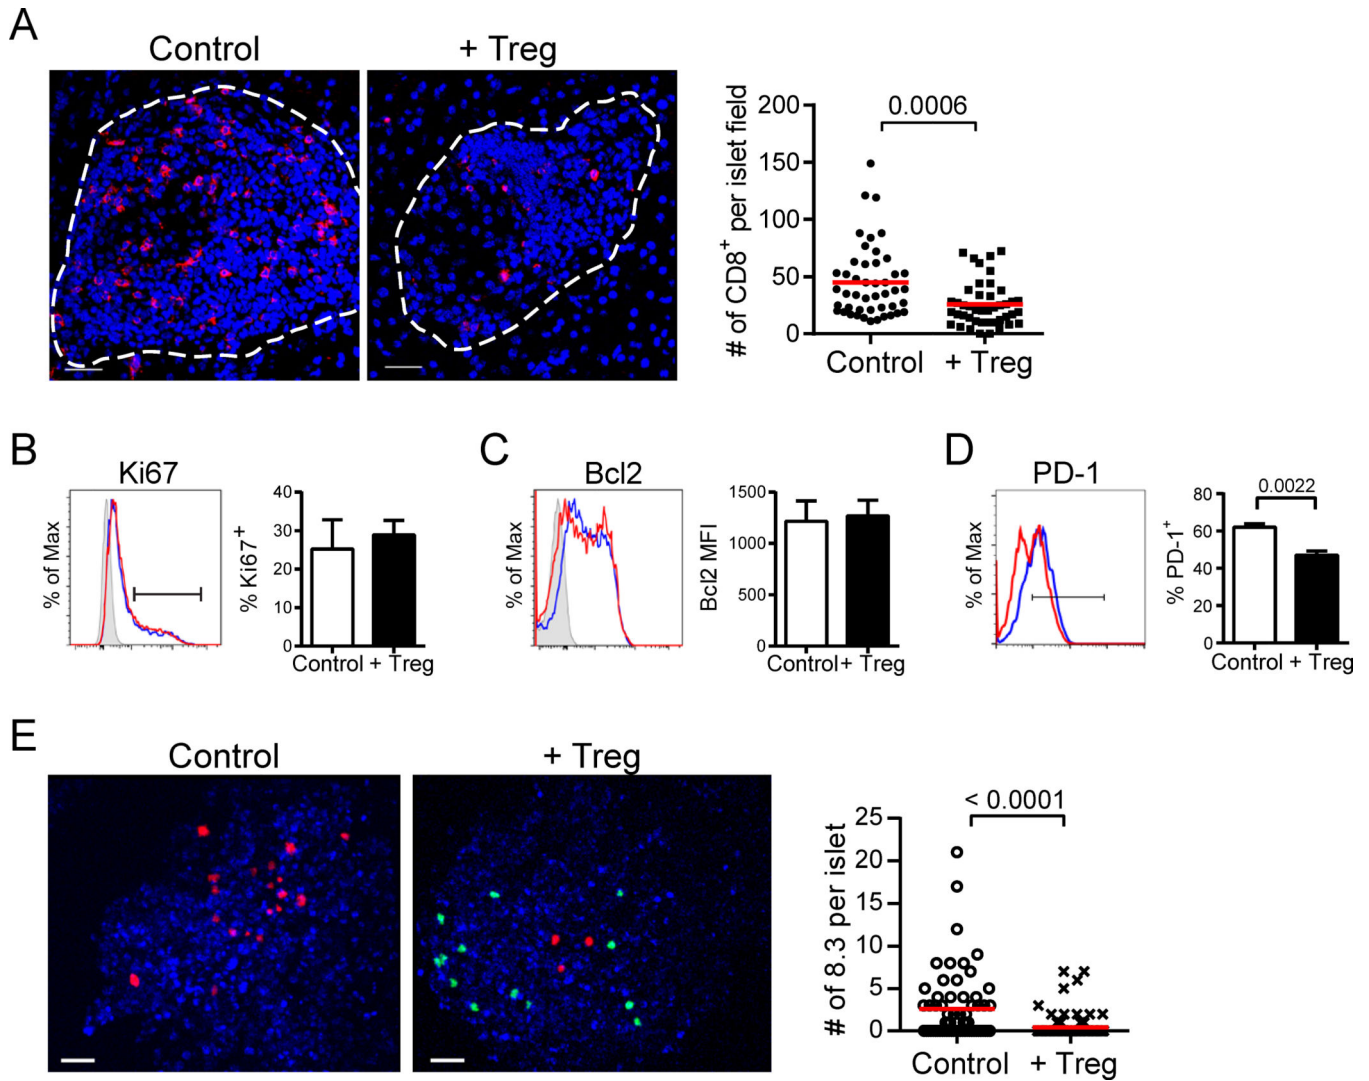 A
Control
+ Treg
# of CD8+ per islet field
200
150
100
50
0
0.0006
Control
+ Treg
B
Ki67
% of Max
% Ki67+
40
30
20
10
0
Control + Treg
C
Bcl2
% of Max
Bcl2 MFI
1500
1000
500
0
Control + Treg
D
PD-1
% of Max
% PD-1+
80
60
40
20
0
0.0022
Control + Treg
E
Control
+ Treg
# of 8.3 per islet
25
20
15
10
5
0
< 0.0001
Control
+ Treg